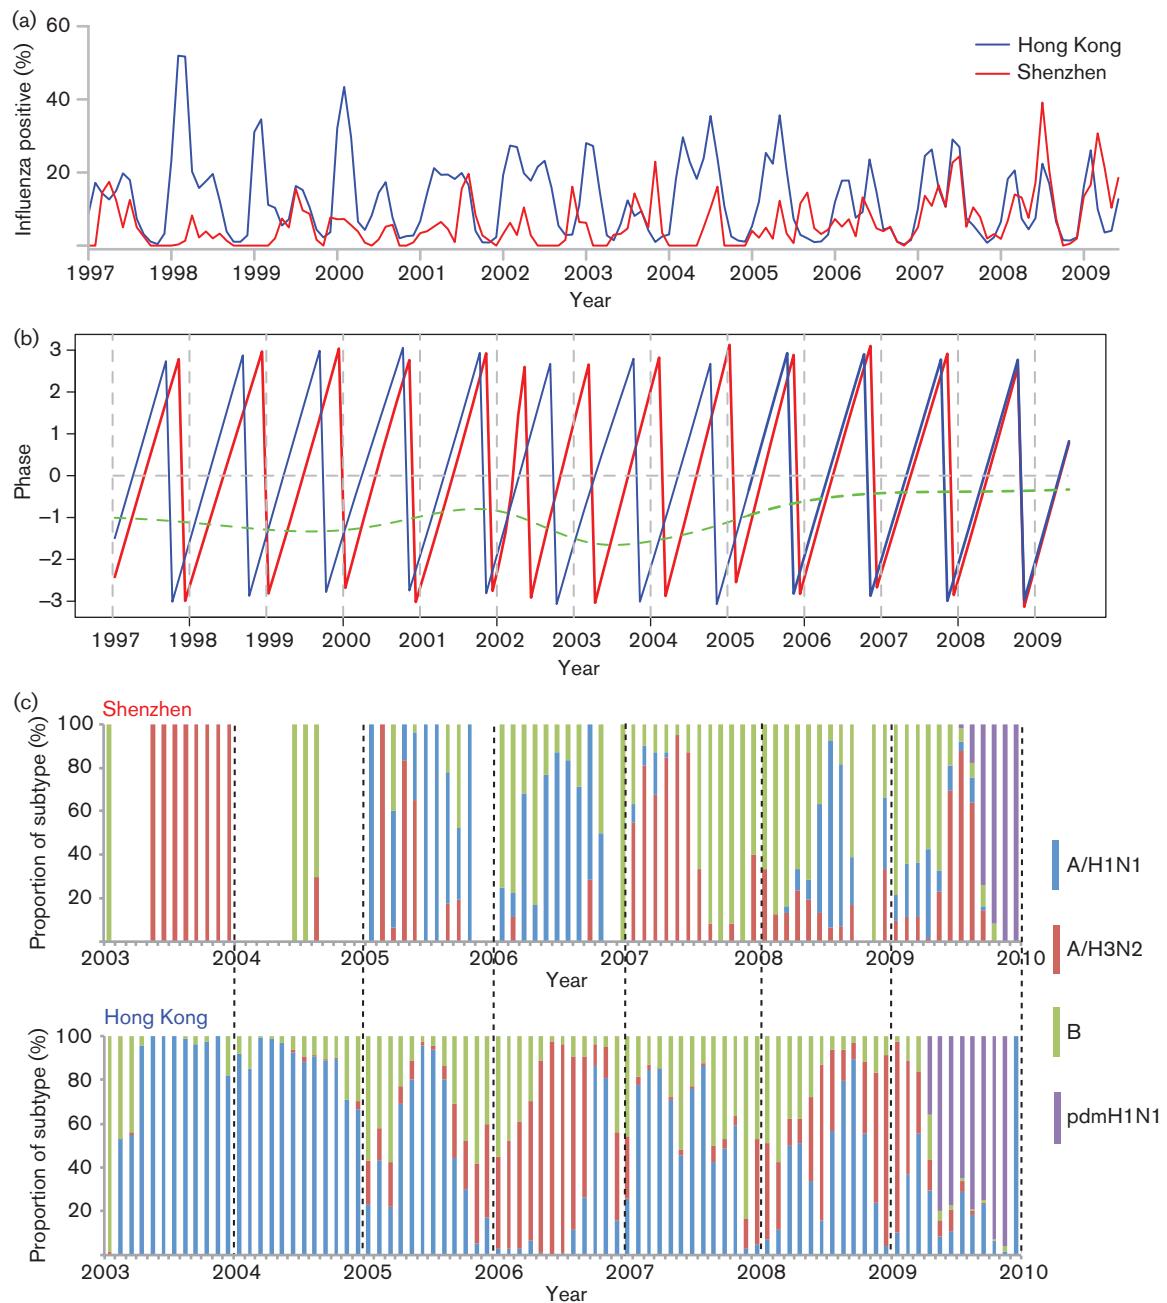 (a)
60
40
20
Influenza positive (%)
Hong Kong
Shenzhen
1997 1998 1999 2000 2001 2002 2003 2004 2005 2006 2007 2008 2009
Year
(b)
3
2
1
0
−1
−2
−3
Phase
1997 1998 1999 2000 2001 2002 2003 2004 2005 2006 2007 2008 2009
Year
(c)
Shenzhen
100
80
60
40
20
Proportion of subtype (%)
2003 2004 2005 2006 2007 2008 2009 2010
Year
A/H1N1
A/H3N2
B
pdmH1N1
Hong Kong
100
80
60
40
20
Proportion of subtype (%)
2003 2004 2005 2006 2007 2008 2009 2010
Year